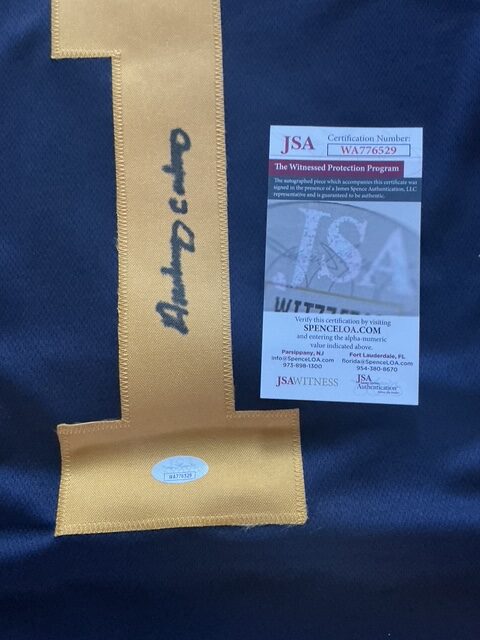 JSA
Certification Number:
WA776529
The Witnessed Protection Program
The autographed piece which accompanies this certificate was
signed in the presence of a James Spence Authentication, LLC
representative and is guaranteed to be authentic.
JSA
Verify this certification by visiting
SPENCELOA.COM
and entering the alpha-numeric
value indicated above.
Parsippany, NJ
info@SpenceLOA.com
973-898-1300
Fort Lauderdale, FL
florida@SpenceLOA.com
954-380-8670
JSAWITNESS
JSA
Authentication
WA776529